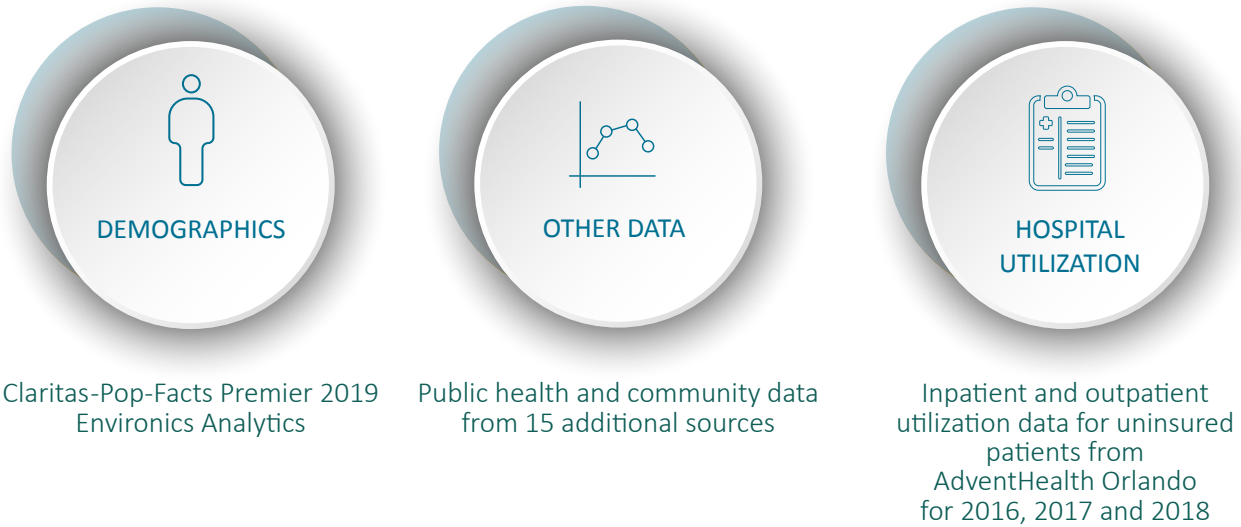 DEMOGRAPHICS
Claritas-Pop-Facts Premier 2019
Environics Analytics
OTHER DATA
Public health and community data
from 15 additional sources
HOSPITAL
UTILIZATION
Inpatient and outpatient
utilization data for uninsured
patients from
AdventHealth Orlando
for 2016, 2017 and 2018